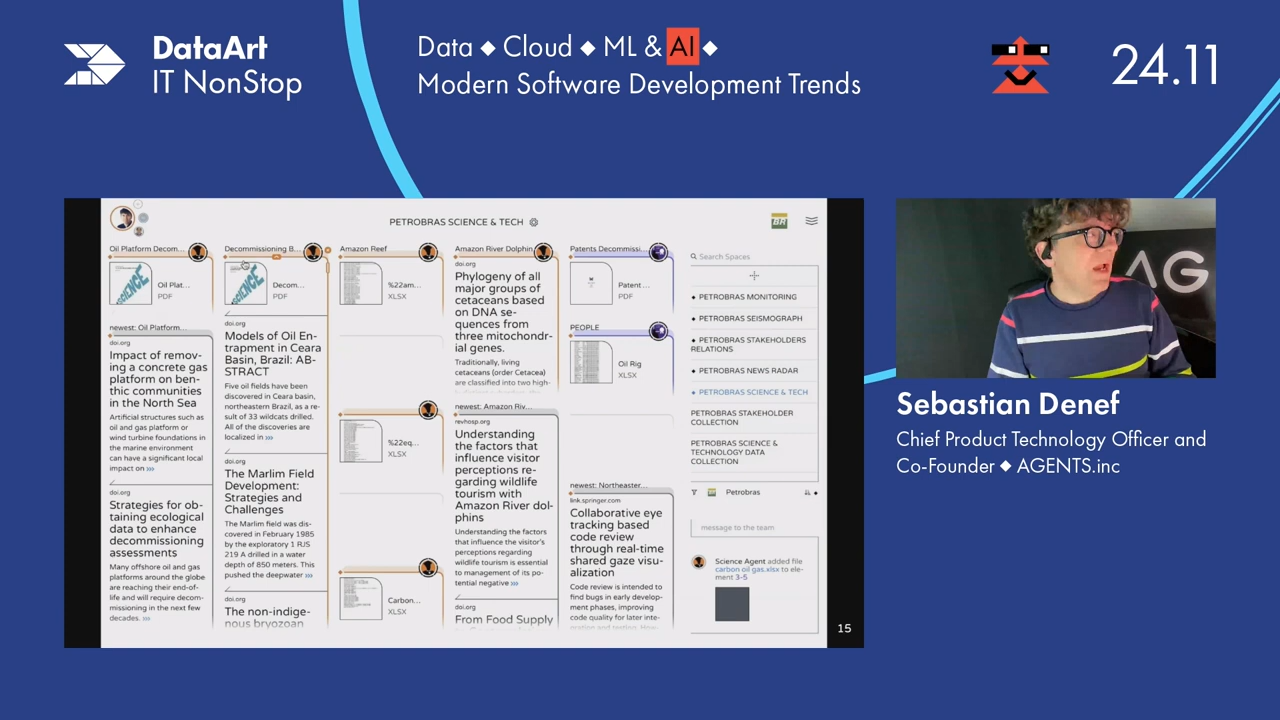 DataArt
IT NonStop
Data ◆ Cloud ◆ ML & AI ◆
Modern Software Development Trends
24.11
PETROBRAS SCIENCE & TECH
BR
Oil Platform Decom...
Oil Plat...
PDF
newest: Oil Platform...
doi.org
Impact of remov-
ing a concrete gas
platform on ben-
thic communities
in the North Sea
Artificial structures such as
oil and gas platform or
wind turbine foundations in
the marine environment
can have a significant local
impact on »»
doi.org
Strategies for ob-
taining ecological
data to enhance
decommissioning
assessments
Many offshore oil and gas
platforms around the globe
are reaching their end-of-
life and will require decom-
missioning in the next few
decades. »»
Decommissioning B...
SCIENCE
Decom...
PDF
doi.org
Models of Oil En-
trapment in Ceara
Basin, Brazil: AB-
STRACT
Five oil fields have been
discovered in Ceara basin,
northeastern Brazil, as a re-
sult of 33 wildcats drilled.
All of the discoveries are
localized in »»
doi.org
The Marlim Field
Development:
Strategies and
Challenges
The Marlim field was dis-
covered in February 1985
by the exploratory 1 RJS
219 A drilled in a water
depth of 850 meters. This
pushed the deepwater »»
doi.org
The non-indige-
nous bryozoan
Amazon Reef
%22am...
XLSX
%22eq...
XLSX
Carbon...
XLSX
Amazon River Dolphin
doi.org
Phylogeny of all
major groups of
cetaceans based
on DNA se-
quences from
three mitochondr-
ial genes.
Traditionally, living
cetaceans (order Cetacea)
are classified into two high-
newest: Amazon Riv...
revhosp.org
Understanding
the factors that
influence visitor
perceptions re-
garding wildlife
tourism with
Amazon River dol-
phins
Understanding the factors
that influence the visitor's
perceptions regarding
wildlife tourism is essential
to management of its po-
tential negative »»
doi.org
From Food Supply
Patents Decommissi...
Patent ...
PDF
PEOPLE
Oil Rig
XLSX
newest: Northeaster...
link.springer.com
Collaborative eye
tracking based
code review
through real-time
shared gaze visu-
alization
Code review is intended to
find bugs in early develop-
ment phases, improving
code quality for later inte-
Search Spaces
◆ PETROBRAS MONITORING
◆ PETROBRAS SEISMOGRAPH
◆ PETROBRAS STAKEHOLDERS
RELATIONS
◆ PETROBRAS NEWS RADAR
◆ PETROBRAS SCIENCE & TECH
PETROBRAS STAKEHOLDER
COLLECTION
PETROBRAS SCIENCE &
TECHNOLOGY DATA
COLLECTION
Petrobras
message to the team
Science Agent added file
carbon oil gas.xlsx to ele-
ment 3-5
15
AG
Sebastian Denef
Chief Product Technology Officer and
Co-Founder ◆ AGENTS.inc